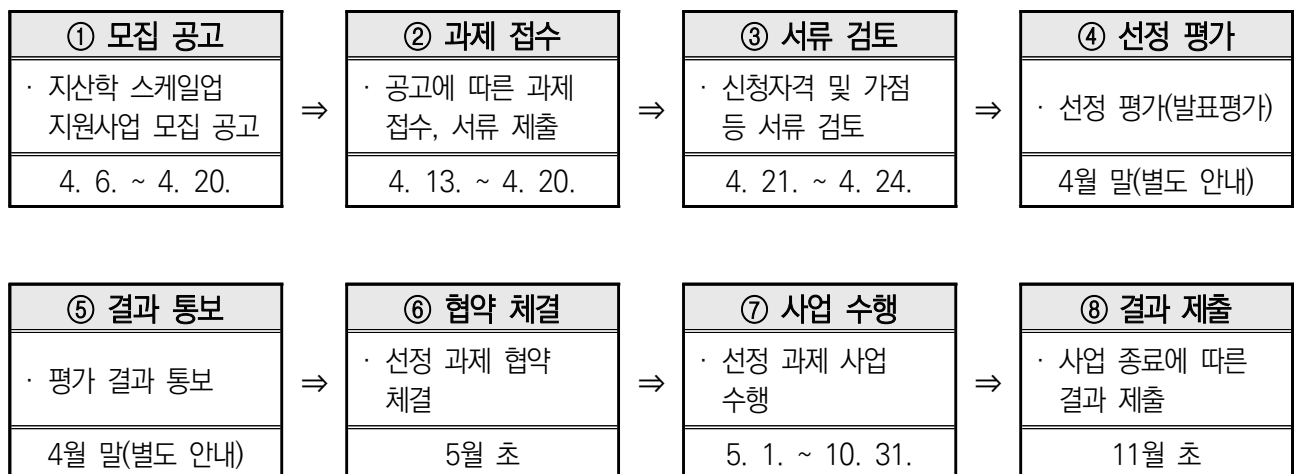 ① 모집 공고
· 지산학 스케일업
지원사업 모집 공고
4. 6. ~ 4. 20.
⇒
② 과제 접수
· 공고에 따른 과제
접수, 서류 제출
4. 13. ~ 4. 20.
⇒
③ 서류 검토
· 신청자격 및 가점
등 서류 검토
4. 21. ~ 4. 24.
⇒
④ 선정 평가
· 선정 평가(발표평가)
4월 말(별도 안내)
⑤ 결과 통보
· 평가 결과 통보
4월 말(별도 안내)
⇒
⑥ 협약 체결
· 선정 과제 협약
체결
5월 초
⇒
⑦ 사업 수행
· 선정 과제 사업
수행
5. 1. ~ 10. 31.
⇒
⑧ 결과 제출
· 사업 종료에 따른
결과 제출
11월 초